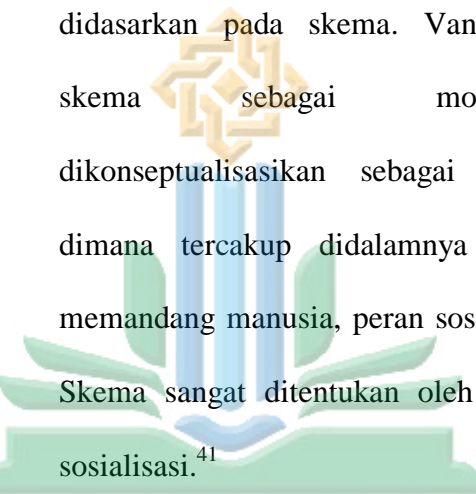 didasarkan pada skema. Van
skema sebagai mo
dikonseptualisasikan sebagai
dimana tercakup didalamnya
memandang manusia, peran sos
Skema sangat ditentukan oleh
sosialisasi.⁴¹